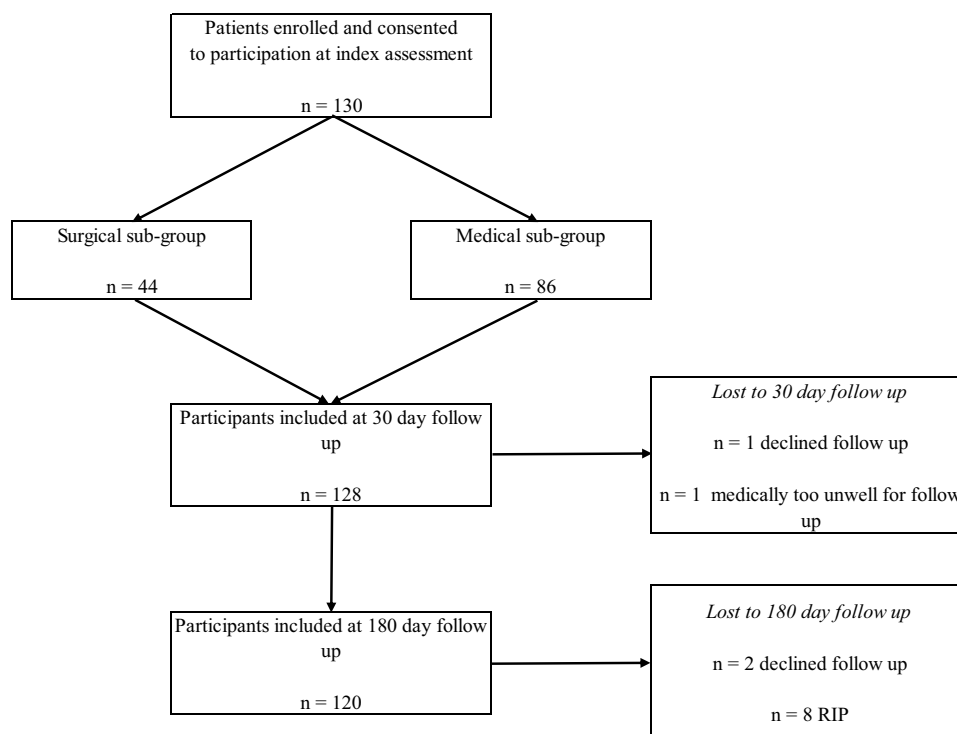 Patients enrolled and consented
to participation at index assessment
n = 130
Surgical sub-group
n = 44
Medical sub-group
n = 86
Participants included at 30 day follow
up
n = 128
Lost to 30 day follow up
n = 1 declined follow up
n = 1 medically too unwell for follow
up
Participants included at 180 day follow
up
n = 120
Lost to 180 day follow up
n = 2 declined follow up
n = 8 RIP